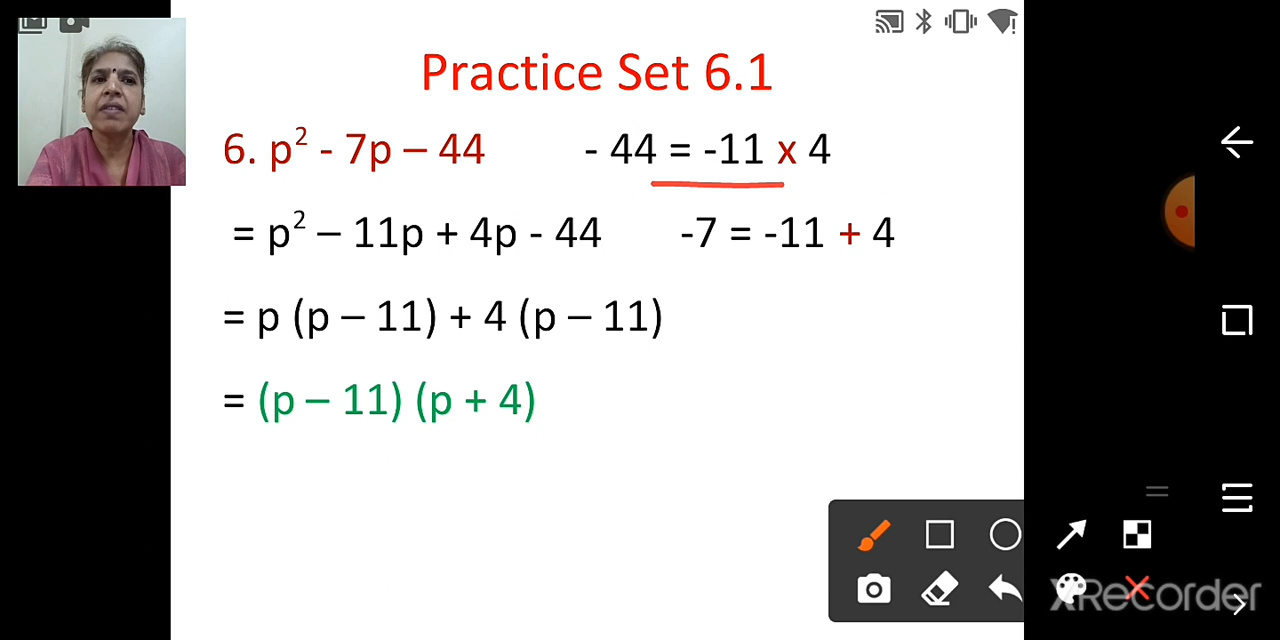 Practice Set 6.1
6. p² - 7p – 44 - 44 = -11 x 4
= p² – 11p + 4p - 44 -7 = -11 + 4
= p (p – 11) + 4 (p – 11)
= (p – 11) (p + 4)
XRecorder